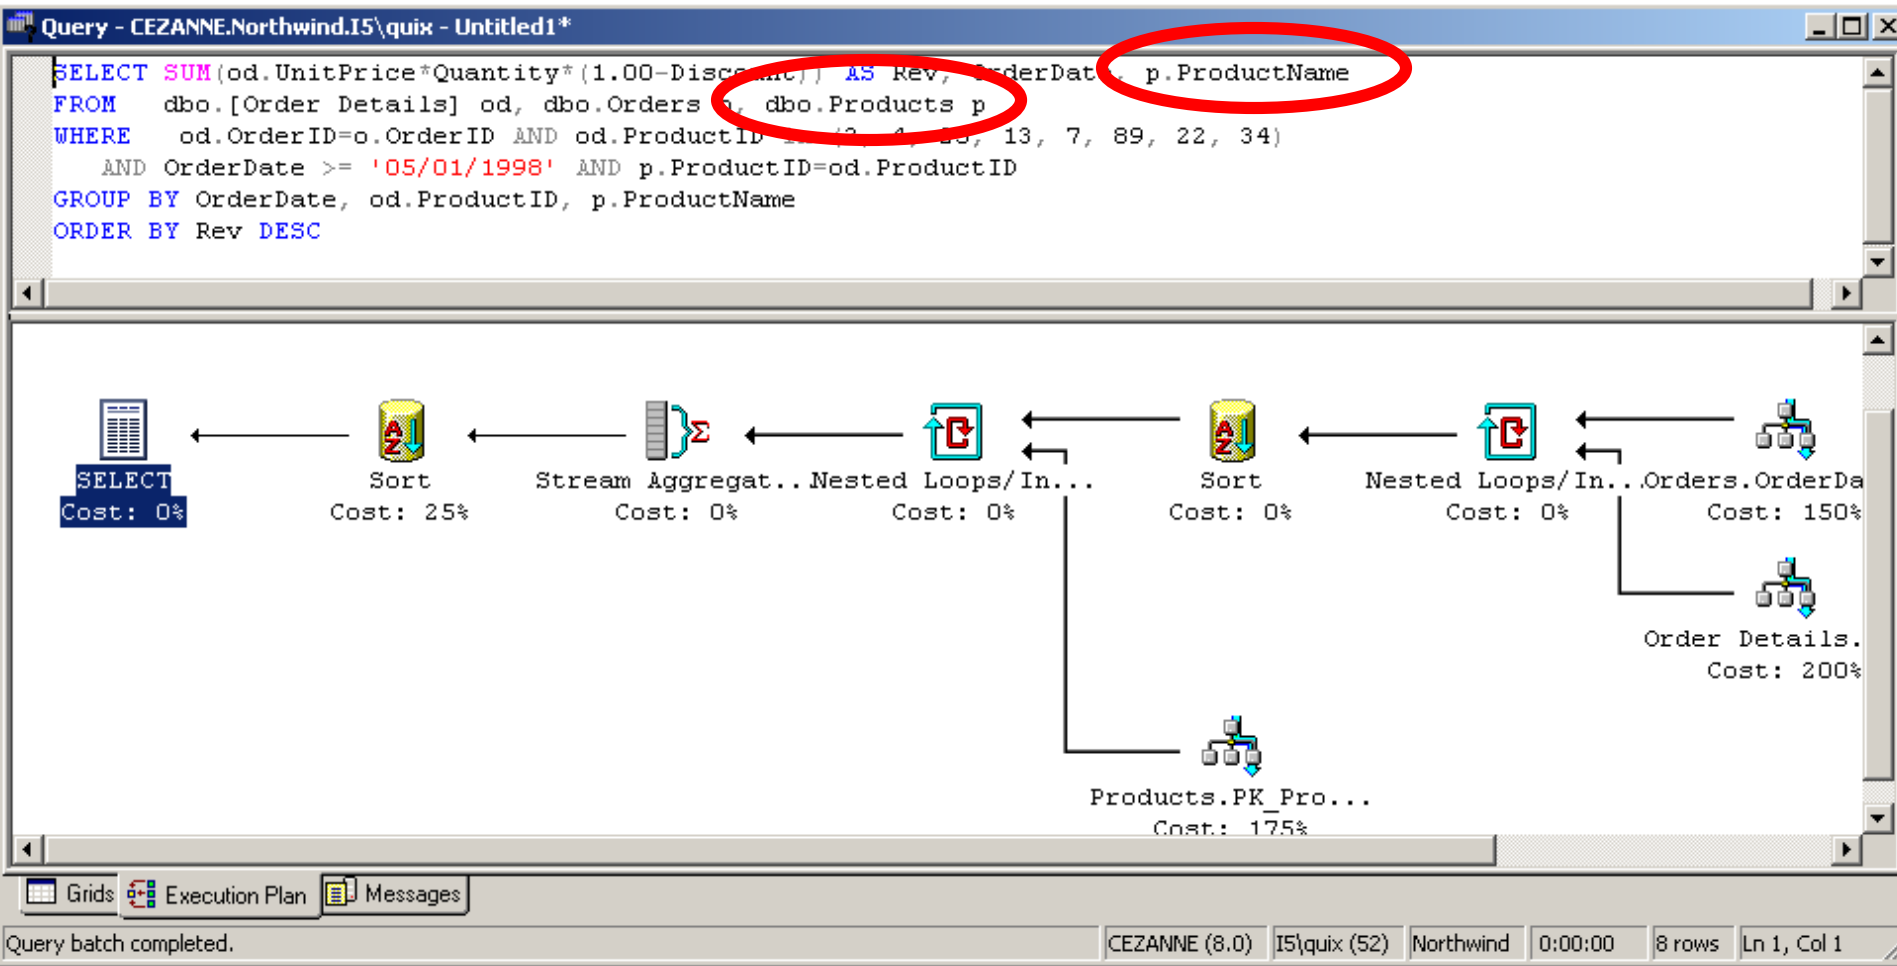 Query - CEZANNE.Northwind.I5\quix - Untitled1*
SELECT SUM(od.UnitPrice*Quantity*(1.00-Discount)) AS Rev, OrderDate, p.ProductName
FROM dbo.[Order Details] od, dbo.Orders o, dbo.Products p
WHERE od.OrderID=o.OrderID AND od.ProductID 13, 7, 89, 22, 34)
AND OrderDate >= '05/01/1998' AND p.ProductID=od.ProductID
GROUP BY OrderDate, od.ProductID, p.ProductName
ORDER BY Rev DESC
SELECT Sort Stream Aggregat... Nested Loops/In... Sort Nested Loops/In... Orders.OrderDa
Cost: 0% Cost: 25% Cost: 0% Cost: 0% Cost: 0% Cost: 0% Cost: 150%
Order Details.
Cost: 200%
Products.PK_Pro...
Cost: 175%
Grids Execution Plan Messages
Query batch completed. CEZANNE (8.0) I5\quix (52) Northwind 0:00:00 8 rows Ln 1, Col 1